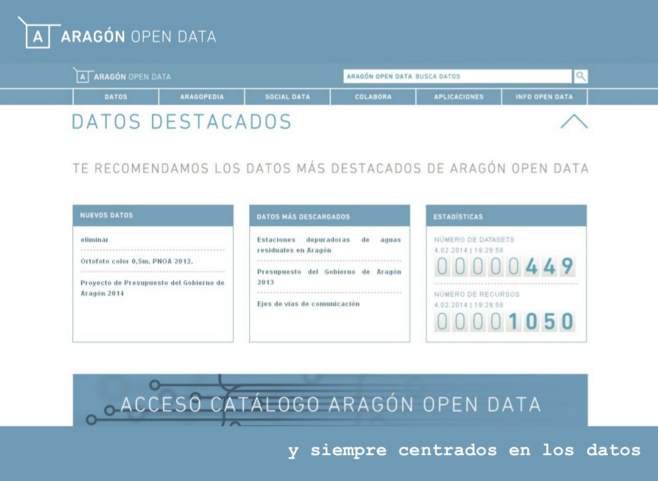 A ARAGÓN OPEN DATA
A ARAGÓN OPEN DATA
ARAGÓN OPEN DATA BUSCA DATOS
DATOS ARAGOPEDIA SOCIAL DATA COLABORA APLICACIONES INFO OPEN DATA
DATOS DESTACADOS
TE RECOMENDAMOS LOS DATOS MÁS DESTACADOS DE ARAGÓN OPEN DATA
NUEVOS DATOS
eliminar
Ortofoto color 0,5m. PNOA 2012.
Proyecto de Presupuesto del Gobierno de
Aragón 2014
DATOS MÁS DESCARGADOS
Estaciones depuradoras de aguas
residuales en Aragón
Presupuesto del Gobierno de Aragón
2013
Ejes de vías de comunicación
ESTADÍSTICAS
NÚMERO DE DATASETS
4.02.2014 | 19:28:58
00000449
NÚMERO DE RECURSOS
4.02.2014 | 19:28:58
00001050
ACCESO CATÁLOGO ARAGÓN OPEN DATA
y siempre centrados en los datos